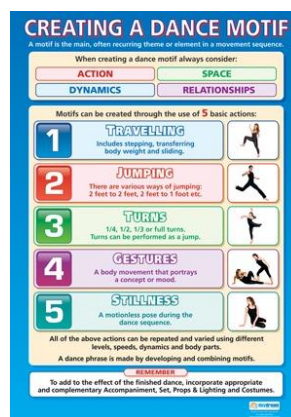 CREATING A DANCE MOTIF
A motif is the main, often recurring theme or element in a movement sequence.
When creating a dance motif always consider:
ACTION
SPACE
DYNAMICS
RELATIONSHIPS
Motifs can be created through the use of 5 basic actions:
1
TRAVELLING
Includes stepping, transferring
body weight and sliding.
2
JUMPING
There are various ways of jumping:
2 feet to 2 feet, 2 feet to 1 foot etc.
3
TURNS
1/4, 1/2, 1/3 or full turns.
Turns can be performed as a jump.
4
GESTURES
A body movement that portrays
a concept or mood.
5
STILLNESS
A motionless pose during the
dance sequence.
All of the above actions can be repeated and varied using different
levels, speeds, dynamics and body parts.
A dance phrase is made by developing and combining motifs.
REMEMBER
To add to the effect of the finished dance, incorporate appropriate
and complementary Accompaniment, Set, Props & Lighting and Costumes.